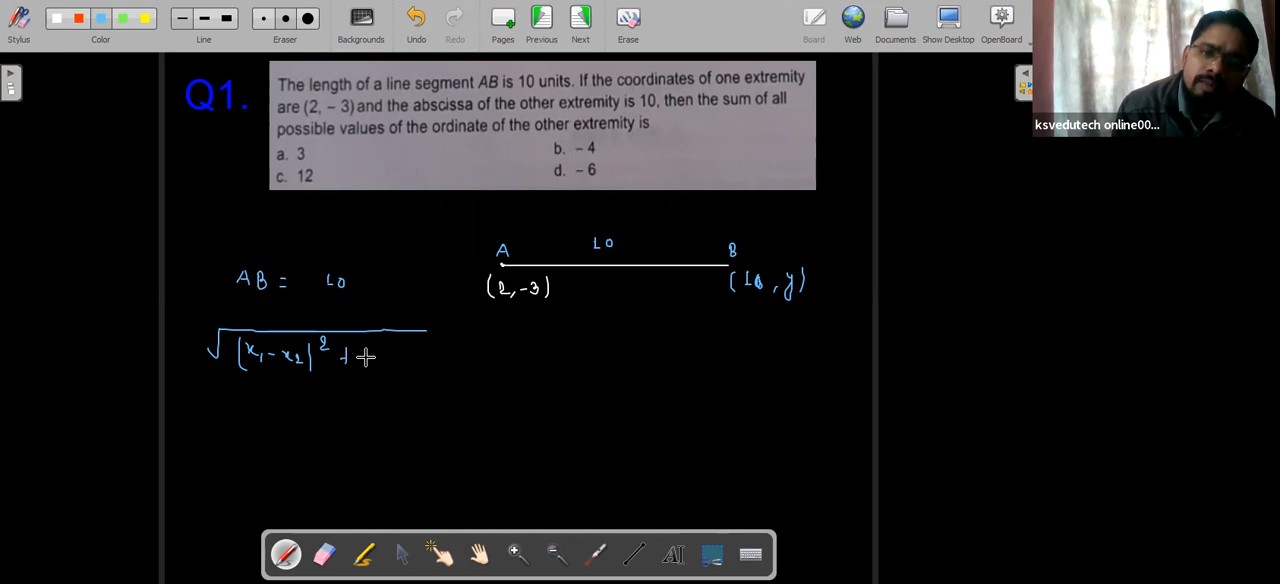 Stylus Color Line Eraser Backgrounds Undo Redo Pages Previous Next Erase Board Web Documents Show Desktop OpenBoard
Q1.
The length of a line segment AB is 10 units. If the coordinates of one extremity
are (2, – 3) and the abscissa of the other extremity is 10, then the sum of all
possible values of the ordinate of the other extremity is
a. 3 b. – 4
c. 12 d. – 6
ksvedutech online00...
A 10 B
AB = 10 (2, -3) (10, y)
√(x₁ - x₂)² +
AI